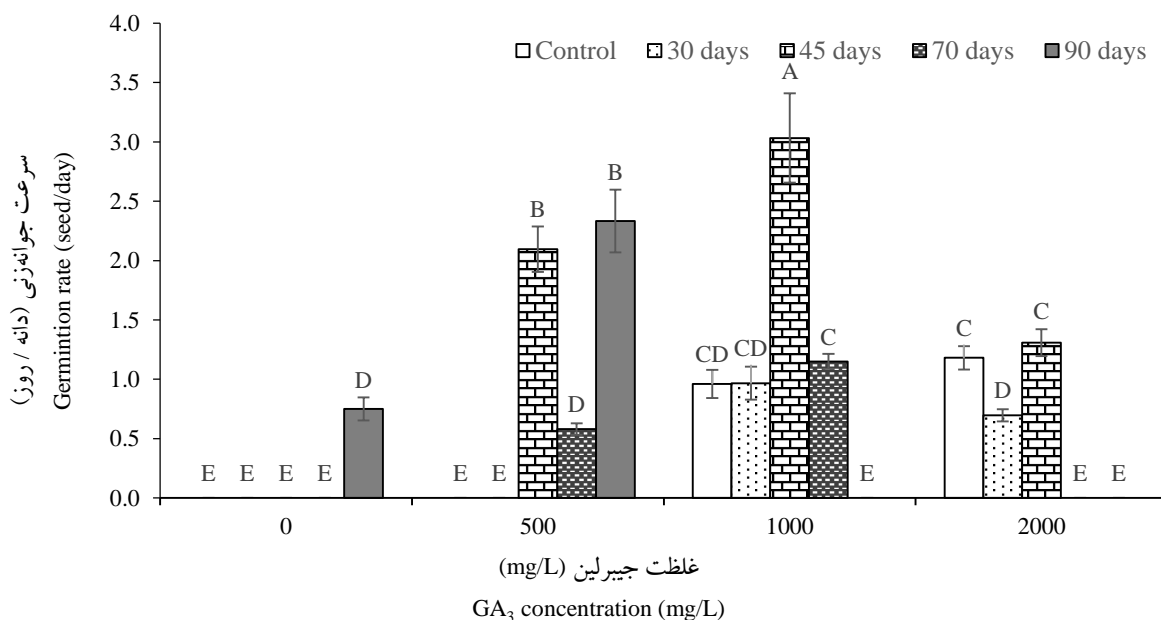 4.0
3.5
3.0
2.5
2.0
1.5
1.0
0.5
0.0
سرعت جوانه‌زنی (دانه / روز)
Germintion rate (seed/day)
Control 30 days 45 days 70 days 90 days
E E E E D
E E B D B
CD CD A C E
C D C E E
0 500 1000 2000
غلظت جیبرلین (mg/L)
GA₃ concentration (mg/L)